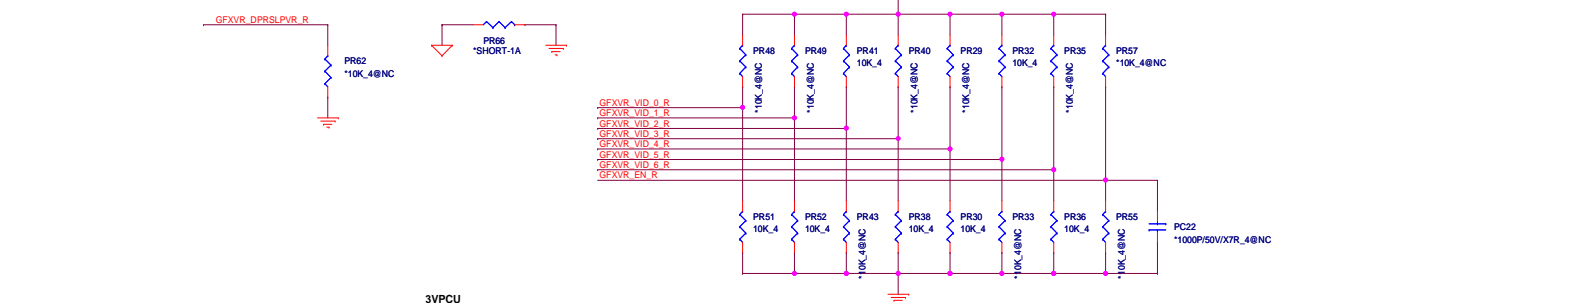 GFXVR_DPRSLPVR_R
PR62
*10K_4@NC
PR66
*SHORT-1A
PR48
*10K_4@NC
PR49
*10K_4@NC
PR41
10K_4
PR40
*10K_4@NC
PR29
*10K_4@NC
PR32
10K_4
PR35
*10K_4@NC
PR57
*10K_4@NC
GFXVR_VID_0_R
GFXVR_VID_1_R
GFXVR_VID_2_R
GFXVR_VID_3_R
GFXVR_VID_4_R
GFXVR_VID_5_R
GFXVR_VID_6_R
GFXVR_EN_R
PR51
10K_4
PR52
10K_4
PR43
*10K_4@NC
PR38
10K_4
PR30
10K_4
PR33
*10K_4@NC
PR36
10K_4
PR55
*10K_4@NC
PC22
*1000P/50V/X7R_4@NC
3VPCU